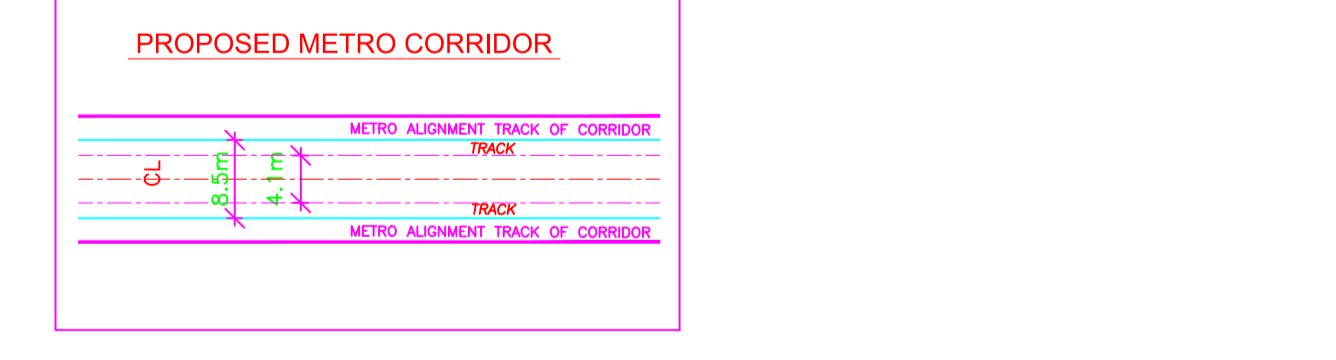 PROPOSED METRO CORRIDOR
METRO ALIGNMENT TRACK OF CORRIDOR
TRACK
CL
8.5m
4.1m
TRACK
METRO ALIGNMENT TRACK OF CORRIDOR